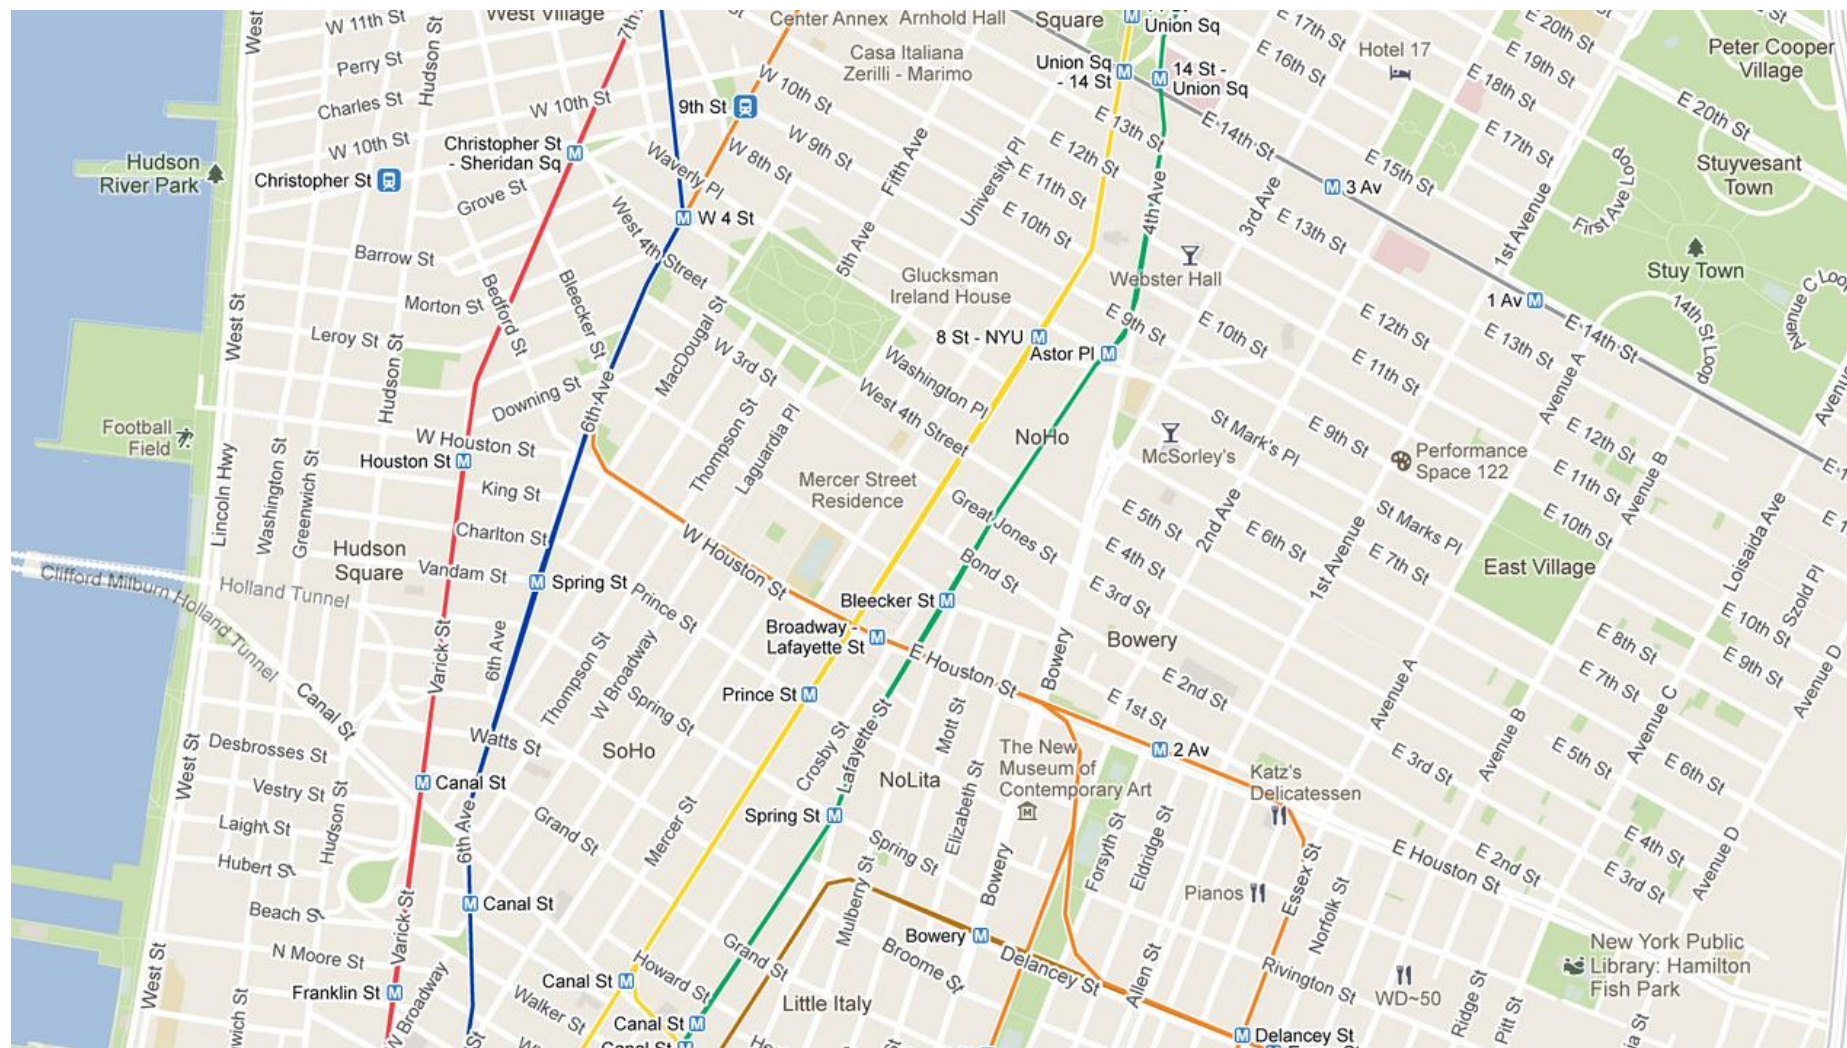 West
W 11th St
Hudson St
West Village
7th
Center Annex
Arnhold Hall
Square
Union Sq
E 17th St
E 20th St
Peter Cooper
Village
Perry St
Casa Italiana
Zerilli - Marimo
Hotel 17
E 16th St
E 19th St
Union Sq
- 14 St
14 St -
Union Sq
E 18th St
Charles St
W 10th St
9th St
W 10th St
E 13th St
E 14th St
E 17th St
E 20th St
W 10th St
Christopher St
- Sheridan Sq
Waverly Pl
W 8th St
W 9th St
Fifth Ave
University Pl
E 12th St
E 11th St
E 10th St
E 15th St
Stuyvesant
Town
First Ave Loop
Hudson
River Park
Christopher St
Grove St
W 4 St
West 4th Street
5th Ave
4th Ave
3rd Ave
3 Av
E 13th St
1st Avenue
Barrow St
Morton St
Bedford St
Bleecker St
Glucksman
Ireland House
Webster Hall
Stuy Town
Avenue C Loop
14th St Loop
1 Av
E 14th St
West St
Leroy St
Hudson St
Downing St
6th Ave
MacDougal St
W 3rd St
8 St - NYU
Astor Pl
E 9th St
E 10th St
E 12th St
E 13th St
E 11th St
Avenue A
Washington Pl
West 4th Street
Thompson St
Laguardia Pl
NoHo
St Mark's Pl
E 9th St
E 12th St
Football
Field
W Houston St
Houston St
McSorley's
Performance
Space 122
E 11th St
E 10th St
Avenue B
Lincoln Hwy
Washington St
Greenwich St
King St
Charlton St
Vandam St
Hudson
Square
Mercer Street
Residence
Great Jones St
Bond St
E 5th St
E 4th St
E 3rd St
2nd Ave
E 6th St
1st Avenue
St Marks Pl
E 7th St
East Village
Loisaida Ave
Szold Pl
E 10th St
Clifford Milburn Holland Tunnel
Holland Tunnel
Spring St
Prince St
W Houston St
Bleecker St
Broadway -
Lafayette St
E Houston St
Bowery
Bowery
E 8th St
E 9th St
E 7th St
Avenue D
Varick St
6th Ave
Thompson St
W Broadway
Spring St
Prince St
Crosby St
Lafayette St
Mott St
E 1st St
E 2nd St
Avenue A
Avenue B
Avenue C
E 3rd St
E 5th St
E 6th St
Canal St
Desbrosses St
Vestry St
Laight St
Hubert St
Beach St
N Moore St
West St
Hudson St
Watts St
Canal St
SoHo
Grand St
Mercer St
NoLita
Elizabeth St
The New
Museum of
Contemporary Art
2 Av
Katz's
Delicatessen
Spring St
Spring St
Mulberry St
Bowery
Forsyth St
Eldridge St
Essex St
Norfolk St
Pianos
E Houston St
E 2nd St
E 3rd St
E 4th St
Avenue D
6th Ave
Canal St
Varick St
Franklin St
W Broadway
Walker St
Howard St
Canal St
Grand St
Canal St
Canal St
Little Italy
Broome St
Bowery
Delancey St
Allen St
Rivington St
WD~50
Ridge St
Pitt St
New York Public
Library: Hamilton
Fish Park
Delancey St
West St